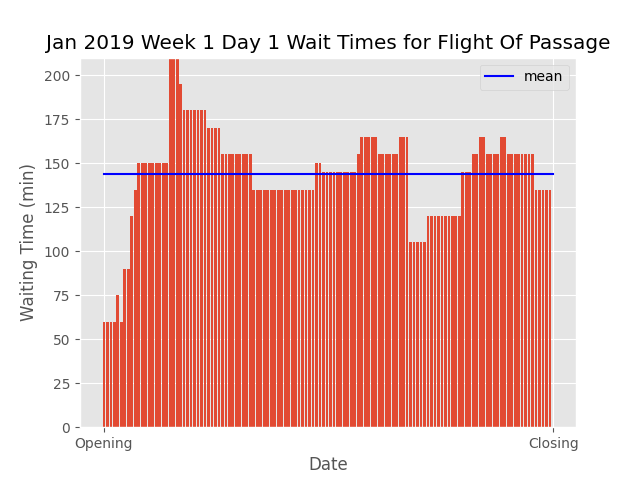 Jan 2019 Week 1 Day 1 Wait Times for Flight Of Passage
mean
200
175
150
125
100
75
50
25
0
Waiting Time (min)
Opening
Closing
Date